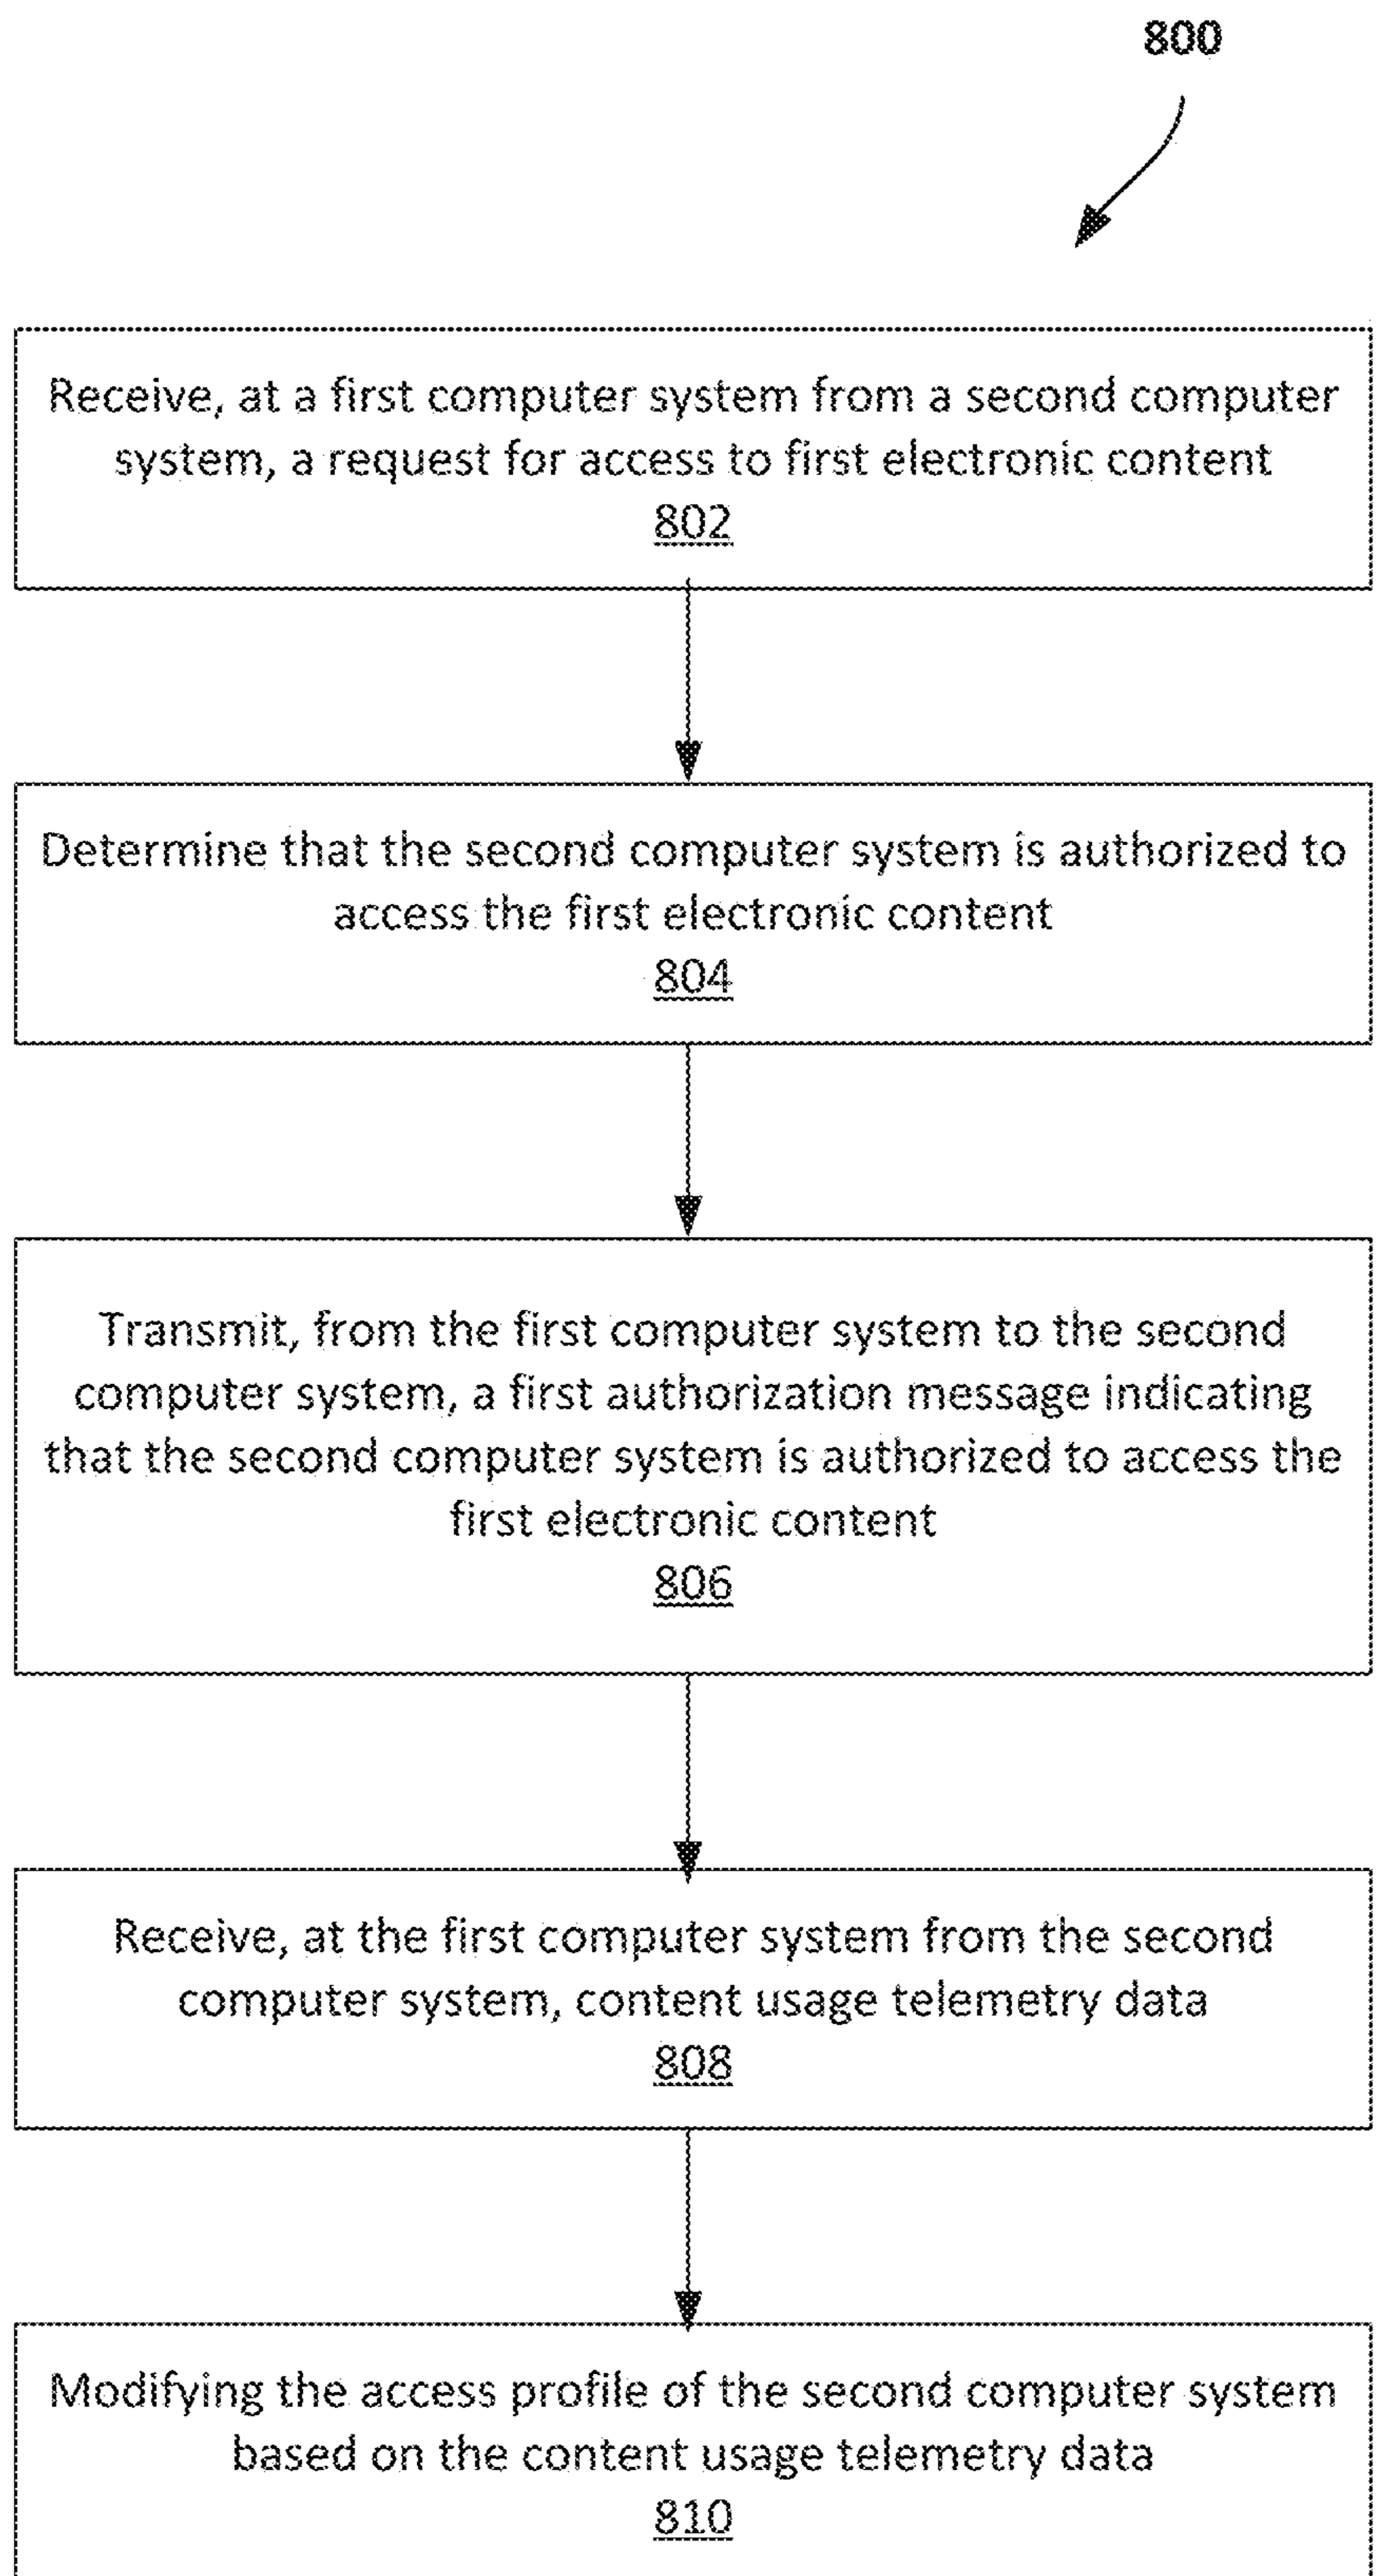 800
Receive, at a first computer system from a second computer
system, a request for access to first electronic content
802
Determine that the second computer system is authorized to
access the first electronic content
804
Transmit, from the first computer system to the second
computer system, a first authorization message indicating
that the second computer system is authorized to access the
first electronic content
806
Receive, at the first computer system from the second
computer system, content usage telemetry data
808
Modifying the access profile of the second computer system
based on the content usage telemetry data
810